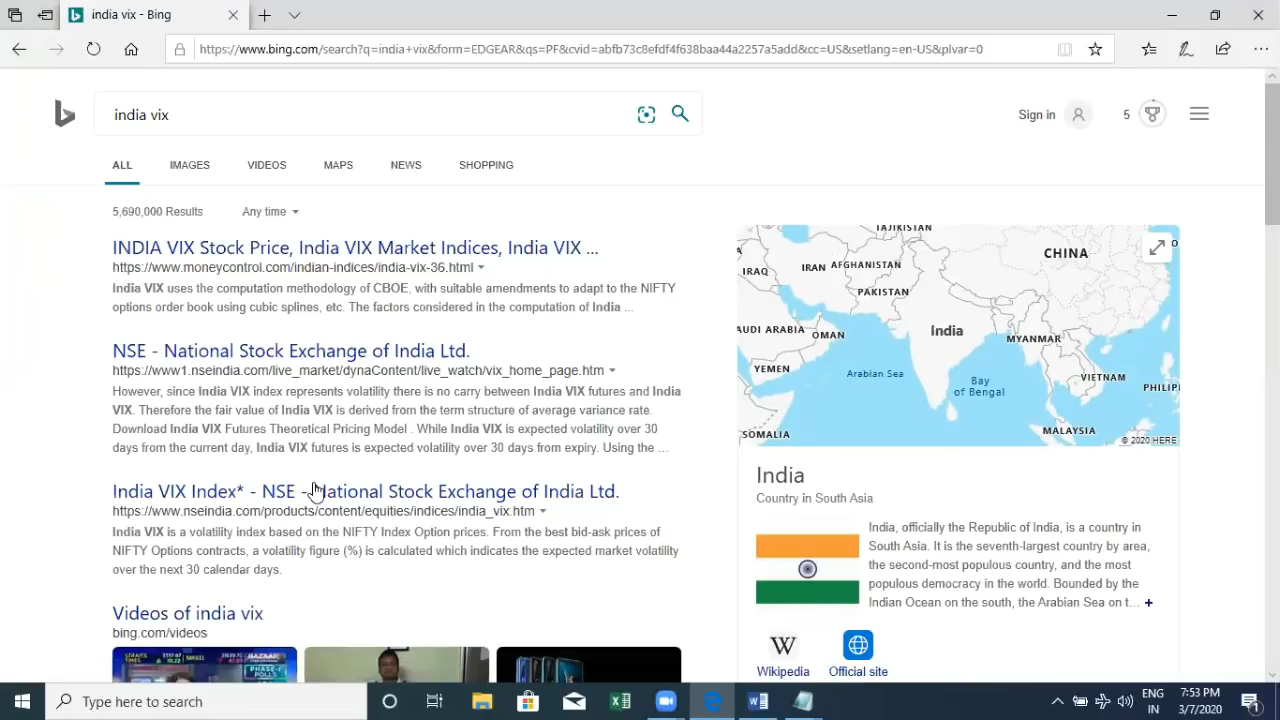 india vix - Bing
https://www.bing.com/search?q=india+vix&form=EDGEAR&qs=PF&cvid=abfb73c8efdf4f638baa44a2257a5add&cc=US&setlang=en-US&plvar=0
india vix
Sign in
5
ALL IMAGES VIDEOS MAPS NEWS SHOPPING
5,690,000 Results Any time
INDIA VIX Stock Price, India VIX Market Indices, India VIX ...
https://www.moneycontrol.com/indian-indices/india-vix-36.html
India VIX uses the computation methodology of CBOE, with suitable amendments to adapt to the NIFTY
options order book using cubic splines, etc. The factors considered in the computation of India ...
NSE - National Stock Exchange of India Ltd.
https://www1.nseindia.com/live_market/dynaContent/live_watch/vix_home_page.htm
However, since India VIX index represents volatility there is no carry between India VIX futures and India
VIX. Therefore the fair value of India VIX is derived from the term structure of average variance rate.
Download India VIX Futures Theoretical Pricing Model . While India VIX is expected volatility over 30
days from the current day, India VIX futures is expected volatility over 30 days from expiry. Using the ...
India VIX Index* - NSE - National Stock Exchange of India Ltd.
https://www.nseindia.com/products/content/equities/indices/india_vix.htm
India VIX is a volatility index based on the NIFTY Index Option prices. From the best bid-ask prices of
NIFTY Options contracts, a volatility figure (%) is calculated which indicates the expected market volatility
over the next 30 calendar days.
Videos of india vix
bing.com/videos
BAZAAR
PHASE-I
POLLS
TAJIKISTAN
CHINA
IRAQ
IRAN
AFGHANISTAN
PAKISTAN
AUDI ARABIA
OMAN
India
MYANMAR
YEMEN
Arabian Sea
Bay
of Bengal
VIETNAM
PHILIP
SOMALIA
MALAYSIA
© 2020 HERE
India
Country in South Asia
India, officially the Republic of India, is a country in
South Asia. It is the seventh-largest country by area,
the second-most populous country, and the most
populous democracy in the world. Bounded by the
Indian Ocean on the south, the Arabian Sea on t... +
W
Wikipedia
Official site
Type here to search
ENG
IN
7:53 PM
3/7/2020
1